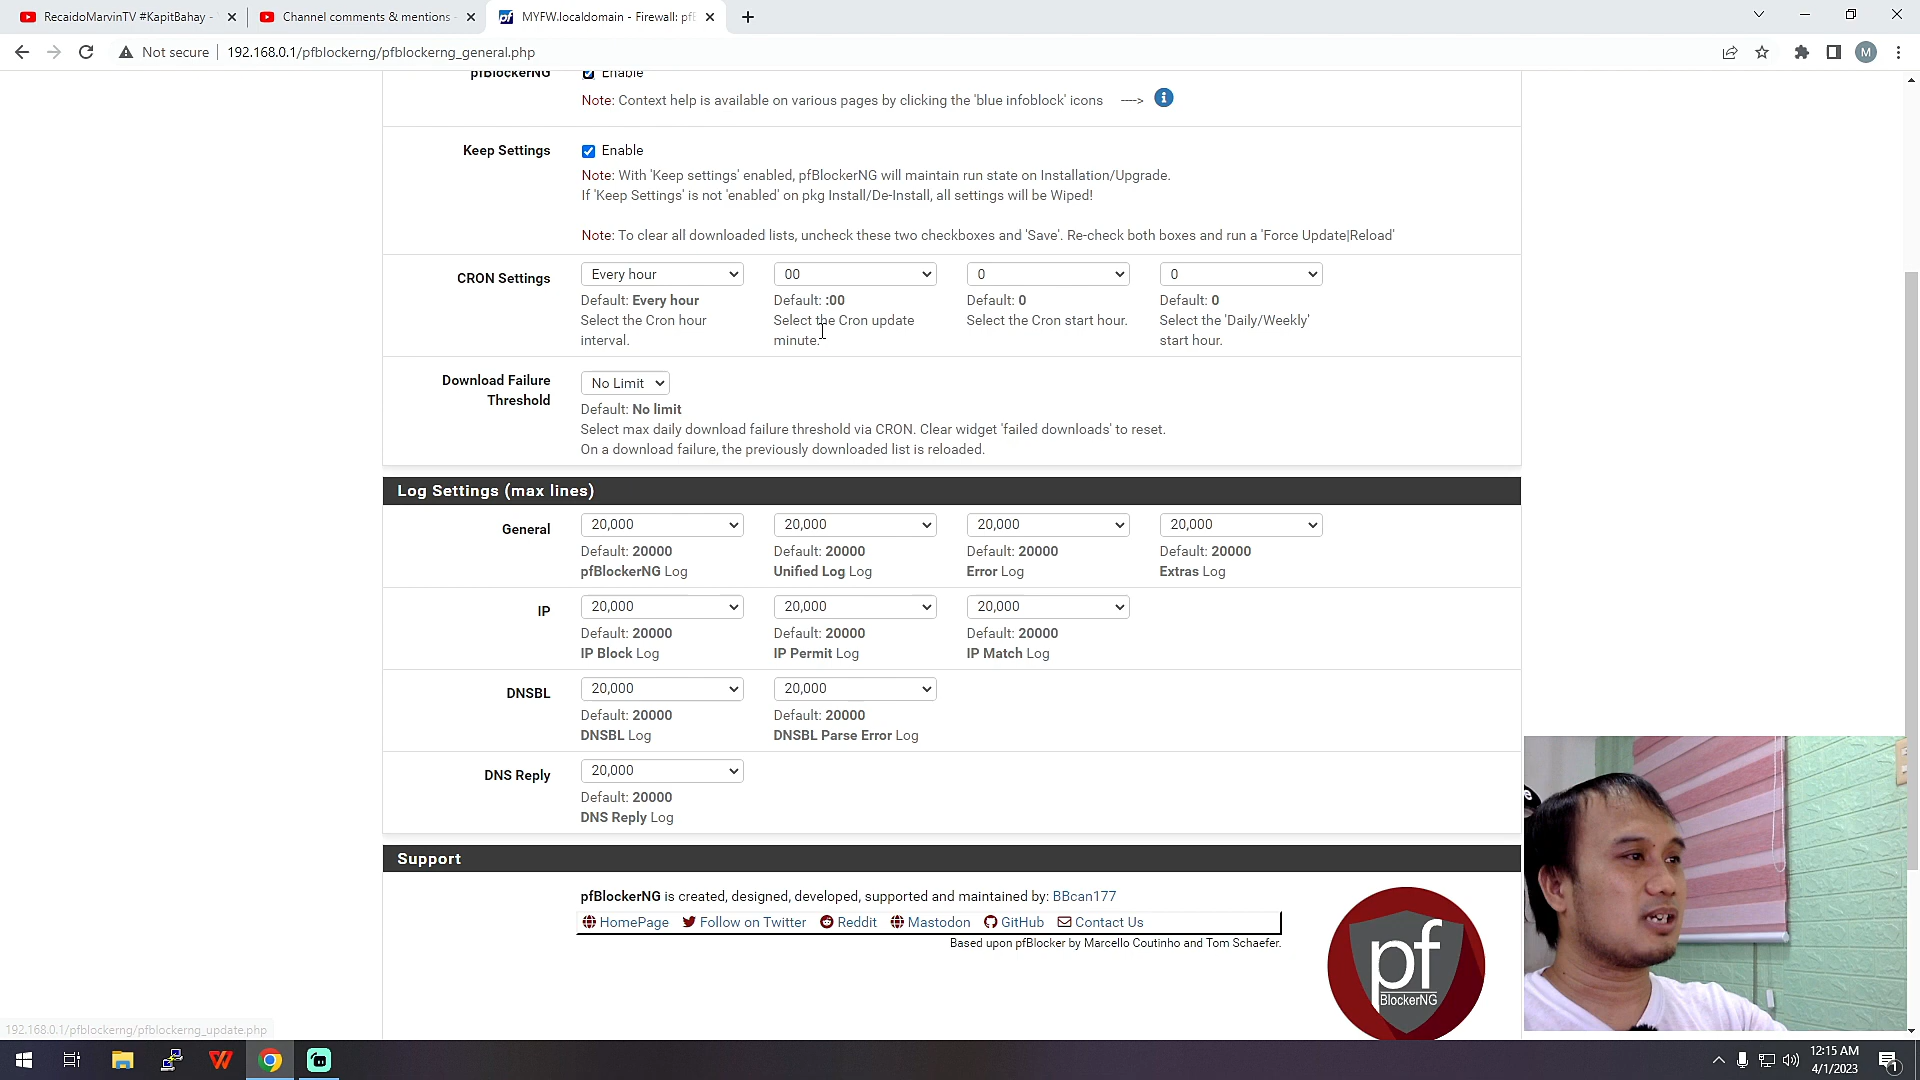 RecaidoMarvinTV #KapitBahay -
Channel comments & mentions -
MYFW.localdomain - Firewall: pf
Not secure
192.168.0.1/pfblockerng/pfblockerng_general.php
M
pfBlockerNG
Enable
Note: Context help is available on various pages by clicking the 'blue infoblock' icons ---->
Keep Settings
Enable
Note: With 'Keep settings' enabled, pfBlockerNG will maintain run state on Installation/Upgrade.
If 'Keep Settings' is not 'enabled' on pkg Install/De-Install, all settings will be Wiped!
Note: To clear all downloaded lists, uncheck these two checkboxes and 'Save'. Re-check both boxes and run a 'Force Update|Reload'
CRON Settings
Every hour
00
0
0
Default: Every hour
Default: :00
Default: 0
Default: 0
Select the Cron hour
Select the Cron update
Select the Cron start hour.
Select the 'Daily/Weekly'
interval.
minute.
start hour.
Download Failure
Threshold
No Limit
Default: No limit
Select max daily download failure threshold via CRON. Clear widget 'failed downloads' to reset.
On a download failure, the previously downloaded list is reloaded.
Log Settings (max lines)
General
20,000
20,000
20,000
20,000
Default: 20000
Default: 20000
Default: 20000
Default: 20000
pfBlockerNG Log
Unified Log Log
Error Log
Extras Log
IP
20,000
20,000
20,000
Default: 20000
Default: 20000
Default: 20000
IP Block Log
IP Permit Log
IP Match Log
DNSBL
20,000
20,000
Default: 20000
Default: 20000
DNSBL Log
DNSBL Parse Error Log
DNS Reply
20,000
Default: 20000
DNS Reply Log
Support
pfBlockerNG is created, designed, developed, supported and maintained by: BBcan177
HomePage
Follow on Twitter
Reddit
Mastodon
GitHub
Contact Us
Based upon pfBlocker by Marcello Coutinho and Tom Schaefer.
pf
BlockerNG
192.168.0.1/pfblockerng/pfblockerng_update.php
12:15 AM
4/1/2023
1